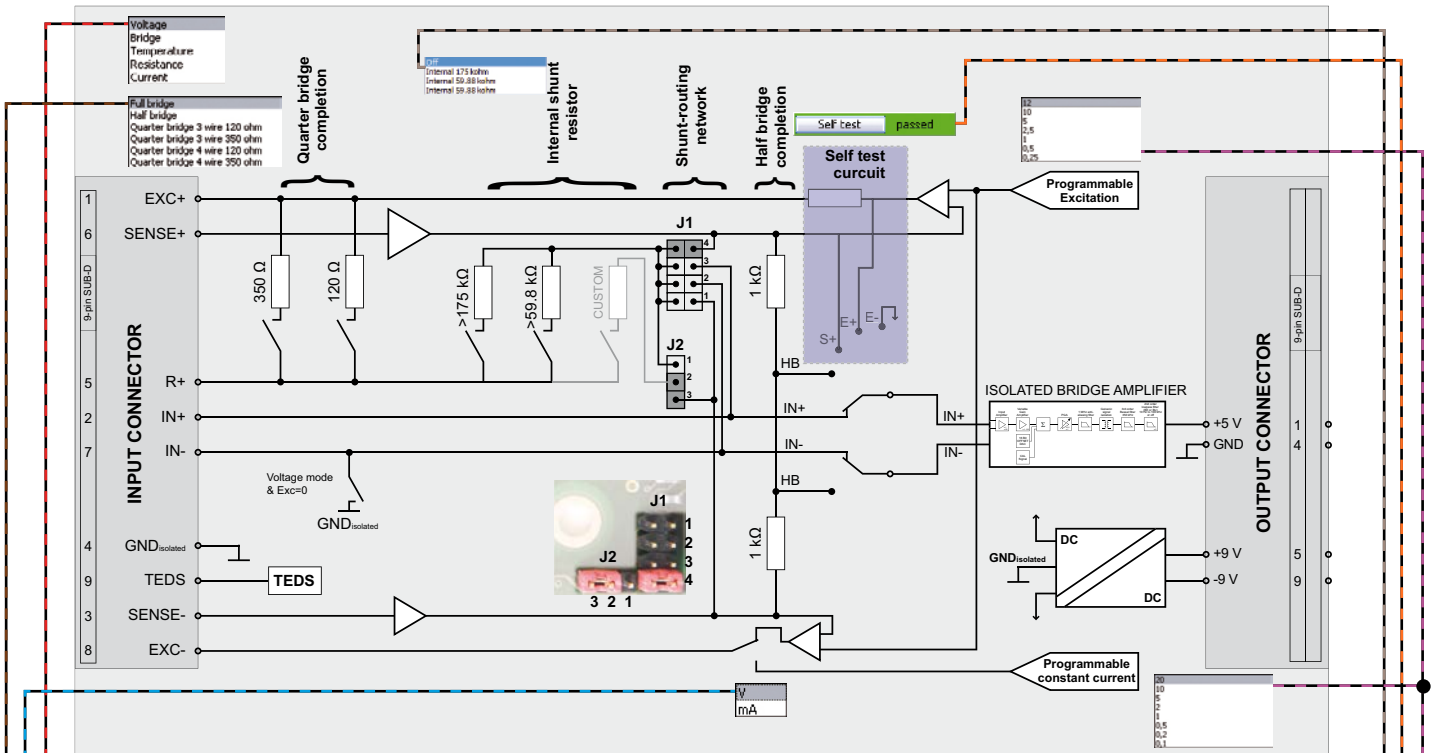 Voltage
Bridge
Temperature
Resistance
Current
Full bridge
Half bridge
Quarter bridge 3 wire 120 ohm
Quarter bridge 3 wire 350 ohm
Quarter bridge 4 wire 120 ohm
Quarter bridge 4 wire 350 ohm
Quarter bridge
completion
Off
Internal 175 kohm
Internal 59.88 kohm
Internal 59.88 kohm
Internal shunt
resistor
Shunt-routing
network
Half bridge
completion
Self test passed
Self test
curcuit
12
10
5
2,5
1
0,5
0,25
Programmable
Excitation
1 EXC+
6 SENSE+
9-pin SUB-D
INPUT CONNECTOR
5 R+
2 IN+
7 IN-
4 GNDisolated
9 TEDS
3 SENSE-
8 EXC-
350 Ω
120 Ω
>175 kΩ
>59.8 kΩ
CUSTOM
J1
4
3
2
1
J2
1
2
3
1 kΩ
S+
E+
E-
HB
IN+
IN-
HB
1 kΩ
IN+
IN-
ISOLATED BRIDGE AMPLIFIER
Voltage mode
& Exc=0
GNDisolated
TEDS
J1
1
2
3
4
J2
3 2 1
GNDisolated
DC
DC
9-pin SUB-D
OUTPUT CONNECTOR
+5 V 1
GND 4
+9 V 5
-9 V 9
Programmable
constant current
V
mA
20
10
5
2
1
0,5
0,2
0,1